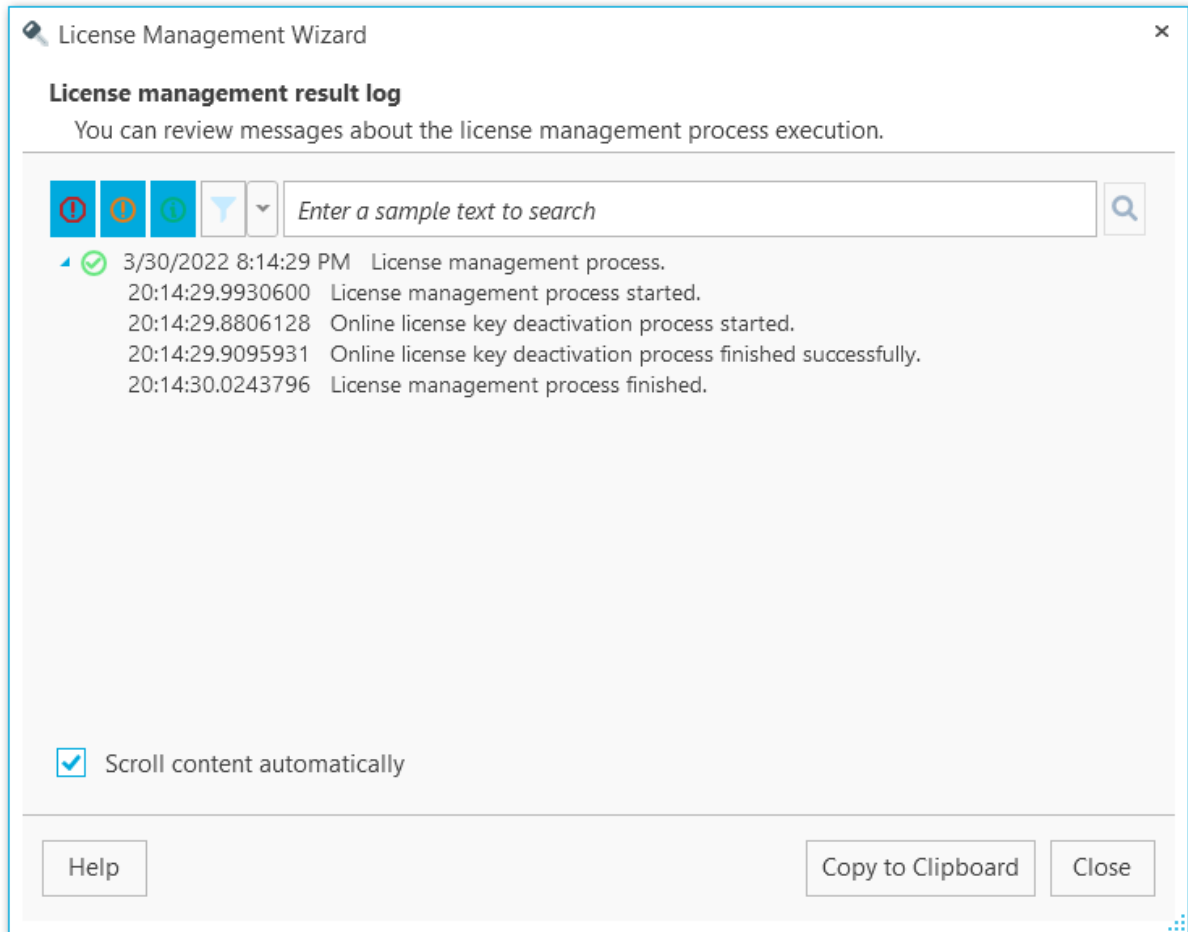 License Management Wizard
License management result log
You can review messages about the license management process execution.
Enter a sample text to search
3/30/2022 8:14:29 PM License management process.
20:14:29.9930600 License management process started.
20:14:29.8806128 Online license key deactivation process started.
20:14:29.9095931 Online license key deactivation process finished successfully.
20:14:30.0243796 License management process finished.
Scroll content automatically
Help Copy to Clipboard Close